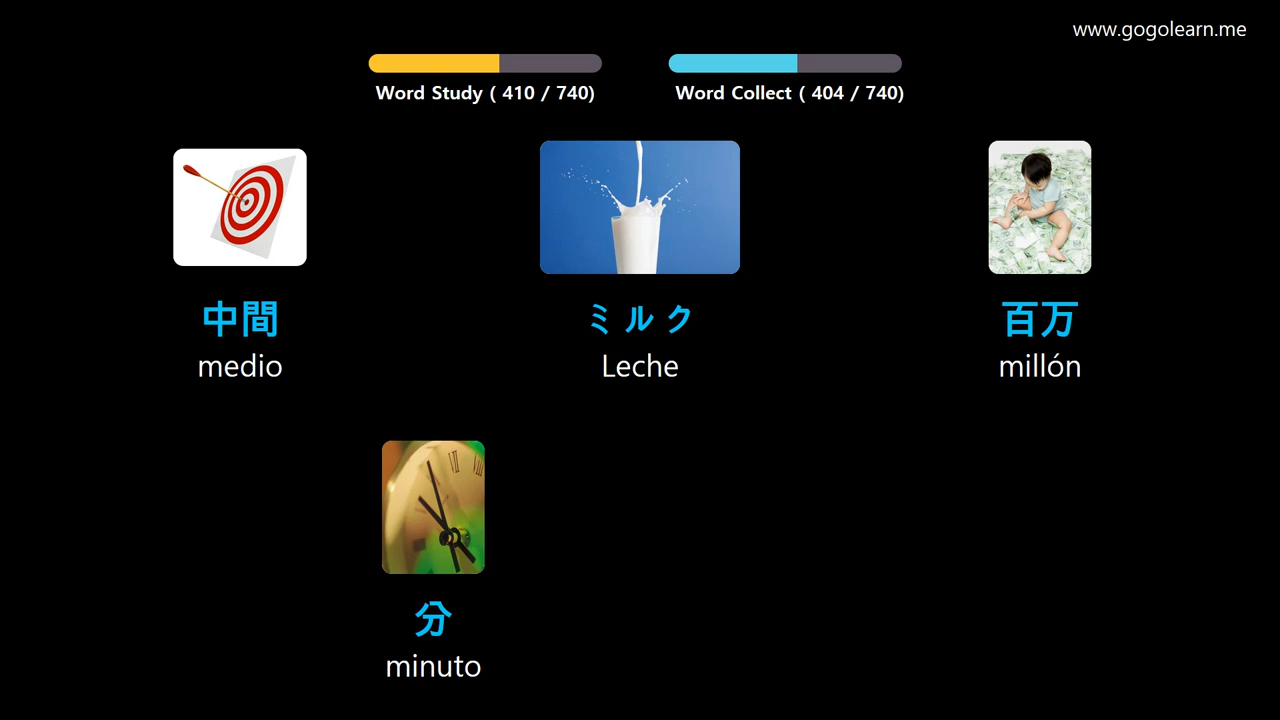 www.gogolearn.me
Word Study ( 410 / 740)
Word Collect ( 404 / 740)
中間
medio
ミルク
Leche
百万
millón
分
minuto